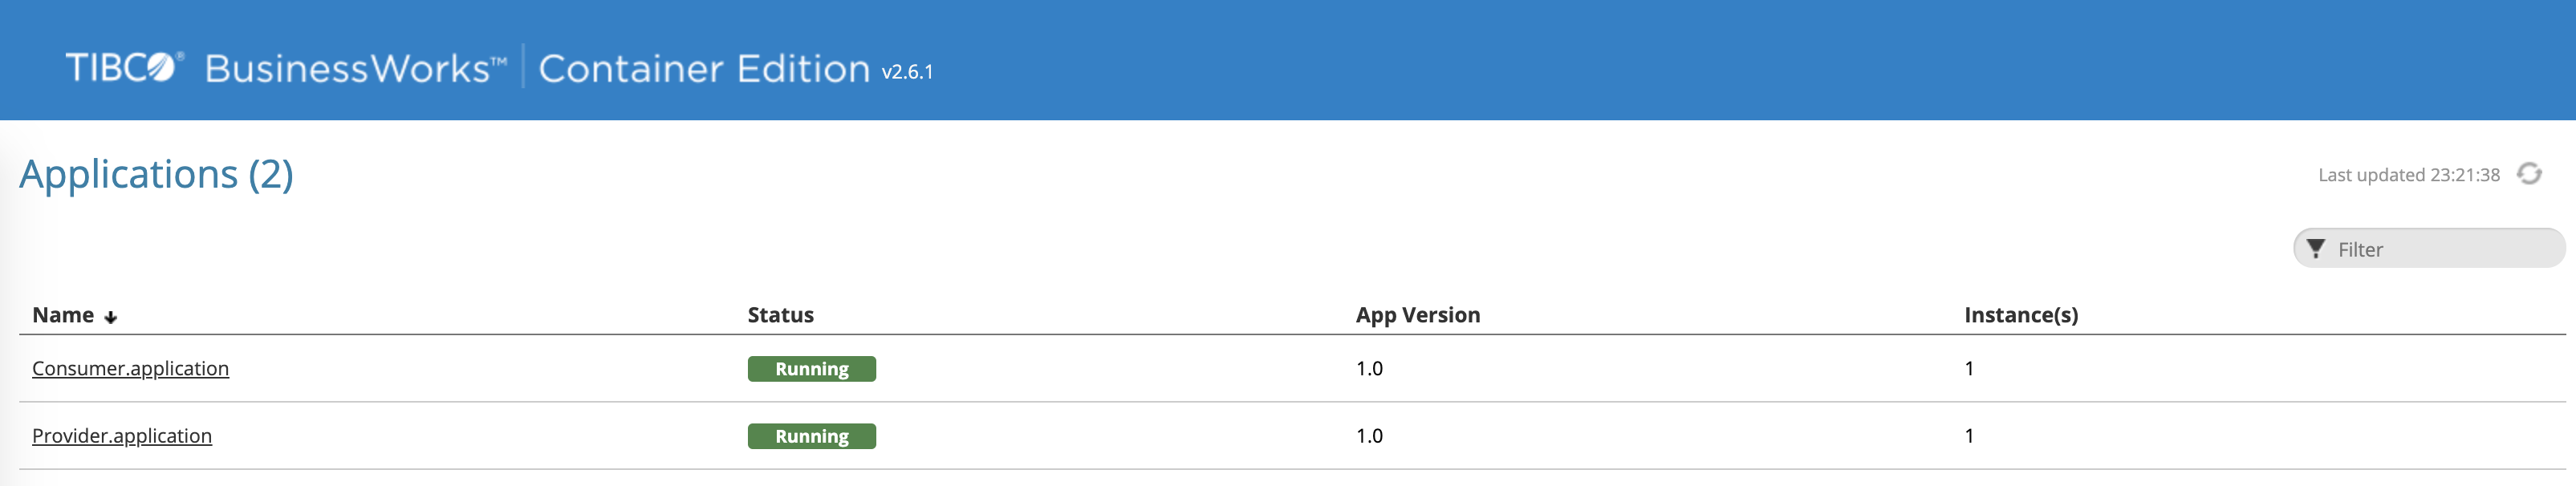 TIBCO® BusinessWorks™ Container Edition v2.6.1
Applications (2)
Last updated 23:21:38
Filter
Name Status App Version Instance(s)
Consumer.application Running 1.0 1
Provider.application Running 1.0 1